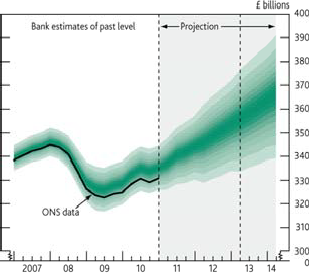 £ billions
Bank estimates of past level
Projection
400
390
380
370
360
350
340
330
320
310
300
0
ONS data
2007 08 09 10 11 12 13 14